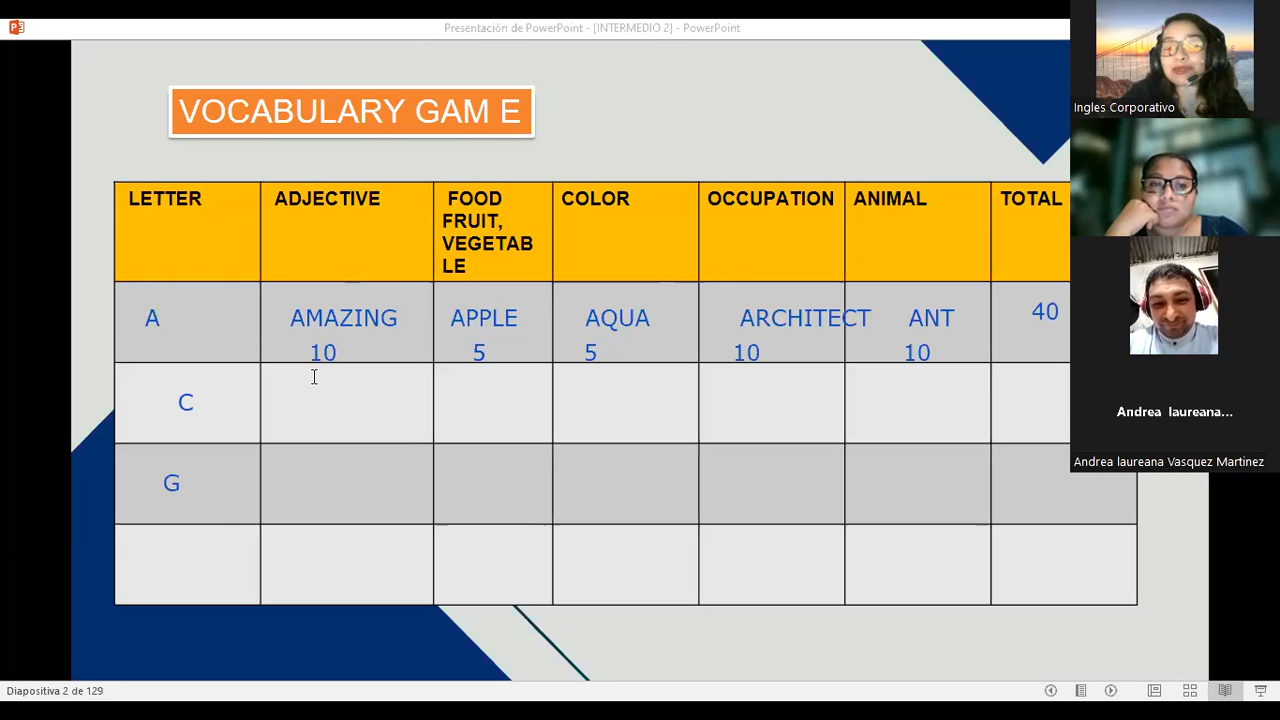 Presentación de PowerPoint - [INTERMEDIO 2] - PowerPoint
VOCABULARY GAM E
LETTER ADJECTIVE FOOD FRUIT, VEGETAB LE COLOR OCCUPATION ANIMAL TOTAL
A AMAZING APPLE AQUA ARCHITECT ANT 40
10 5 5 10 10
C
G
Ingles Corporativo
Andrea laureana...
Andrea laureana Vasquez Martinez
Diapositiva 2 de 129